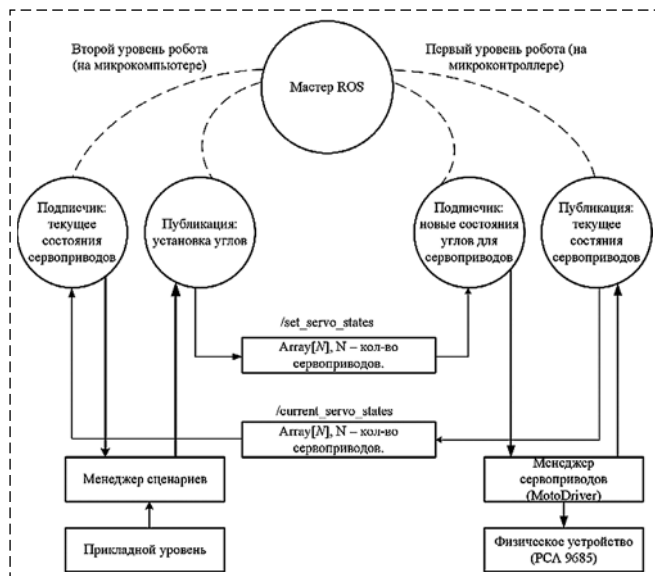 Второй уровень робота
(на микрокомпьютере)
Мастер ROS
Первый уровень робота (на
микроконтроллере)
Подписчик:
текущее
состояния
сервоприводов
Публикация:
установка углов
Подписчик:
новые состояния
углов для
сервоприводов
Публикация:
текущее
состяния
сервоприводов
/set_servo_states
Array[N], N – кол-во
сервоприводов.
/current_servo_states
Array[N], N – кол-во
сервоприводов.
Менеджер сценариев
Прикладной уровень
Менеджер
сервоприводов
(MotoDriver)
Физическое устройство
(PCA 9685)